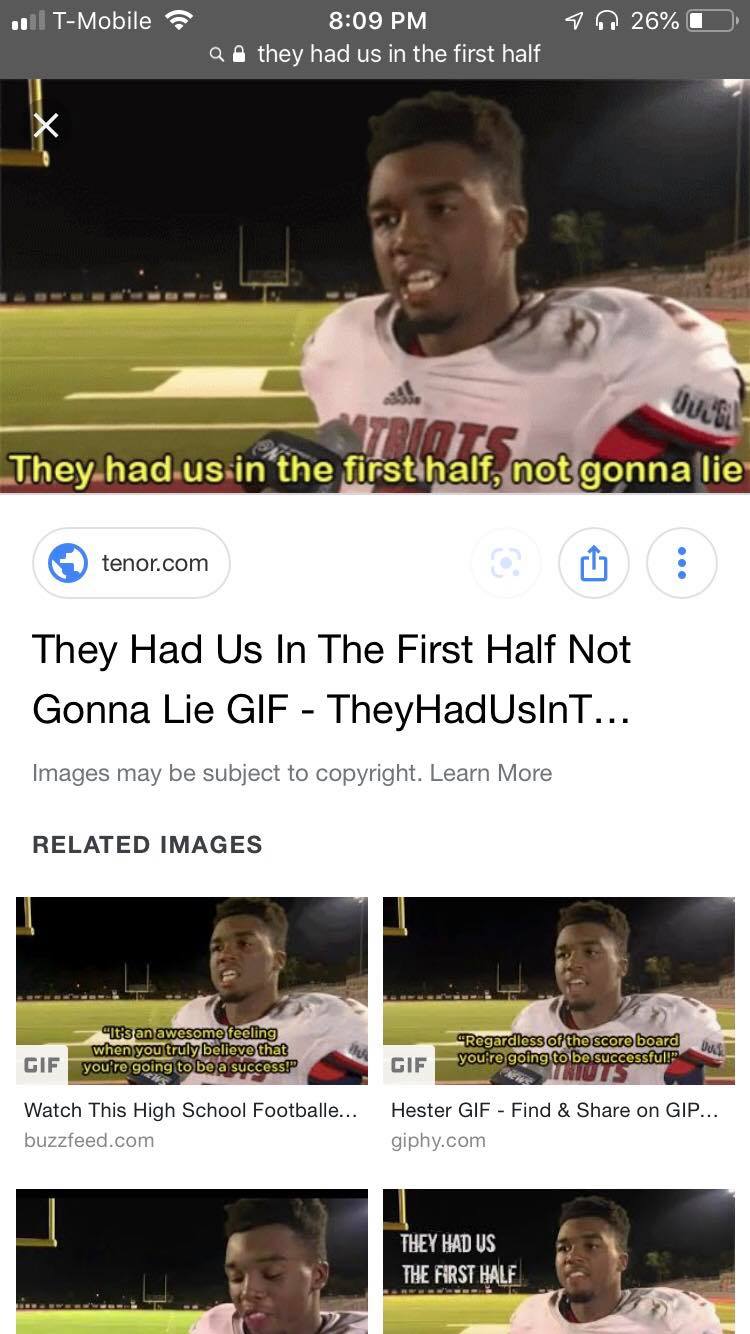 T-Mobile 8:09 PM 26%
they had us in the first half
adidas
PATRIOTS
They had us in the first half, not gonna lie
tenor.com
They Had Us In The First Half Not
Gonna Lie GIF - TheyHadUsInT...
Images may be subject to copyright. Learn More
RELATED IMAGES
"It's an awesome feeling
when you truly believe that
you're going to be a success!"
GIF
Watch This High School Footballe...
buzzfeed.com
"Regardless of the score board
you're going to be successful!"
GIF
Hester GIF - Find & Share on GIP...
giphy.com
THEY HAD US
THE FIRST HALF